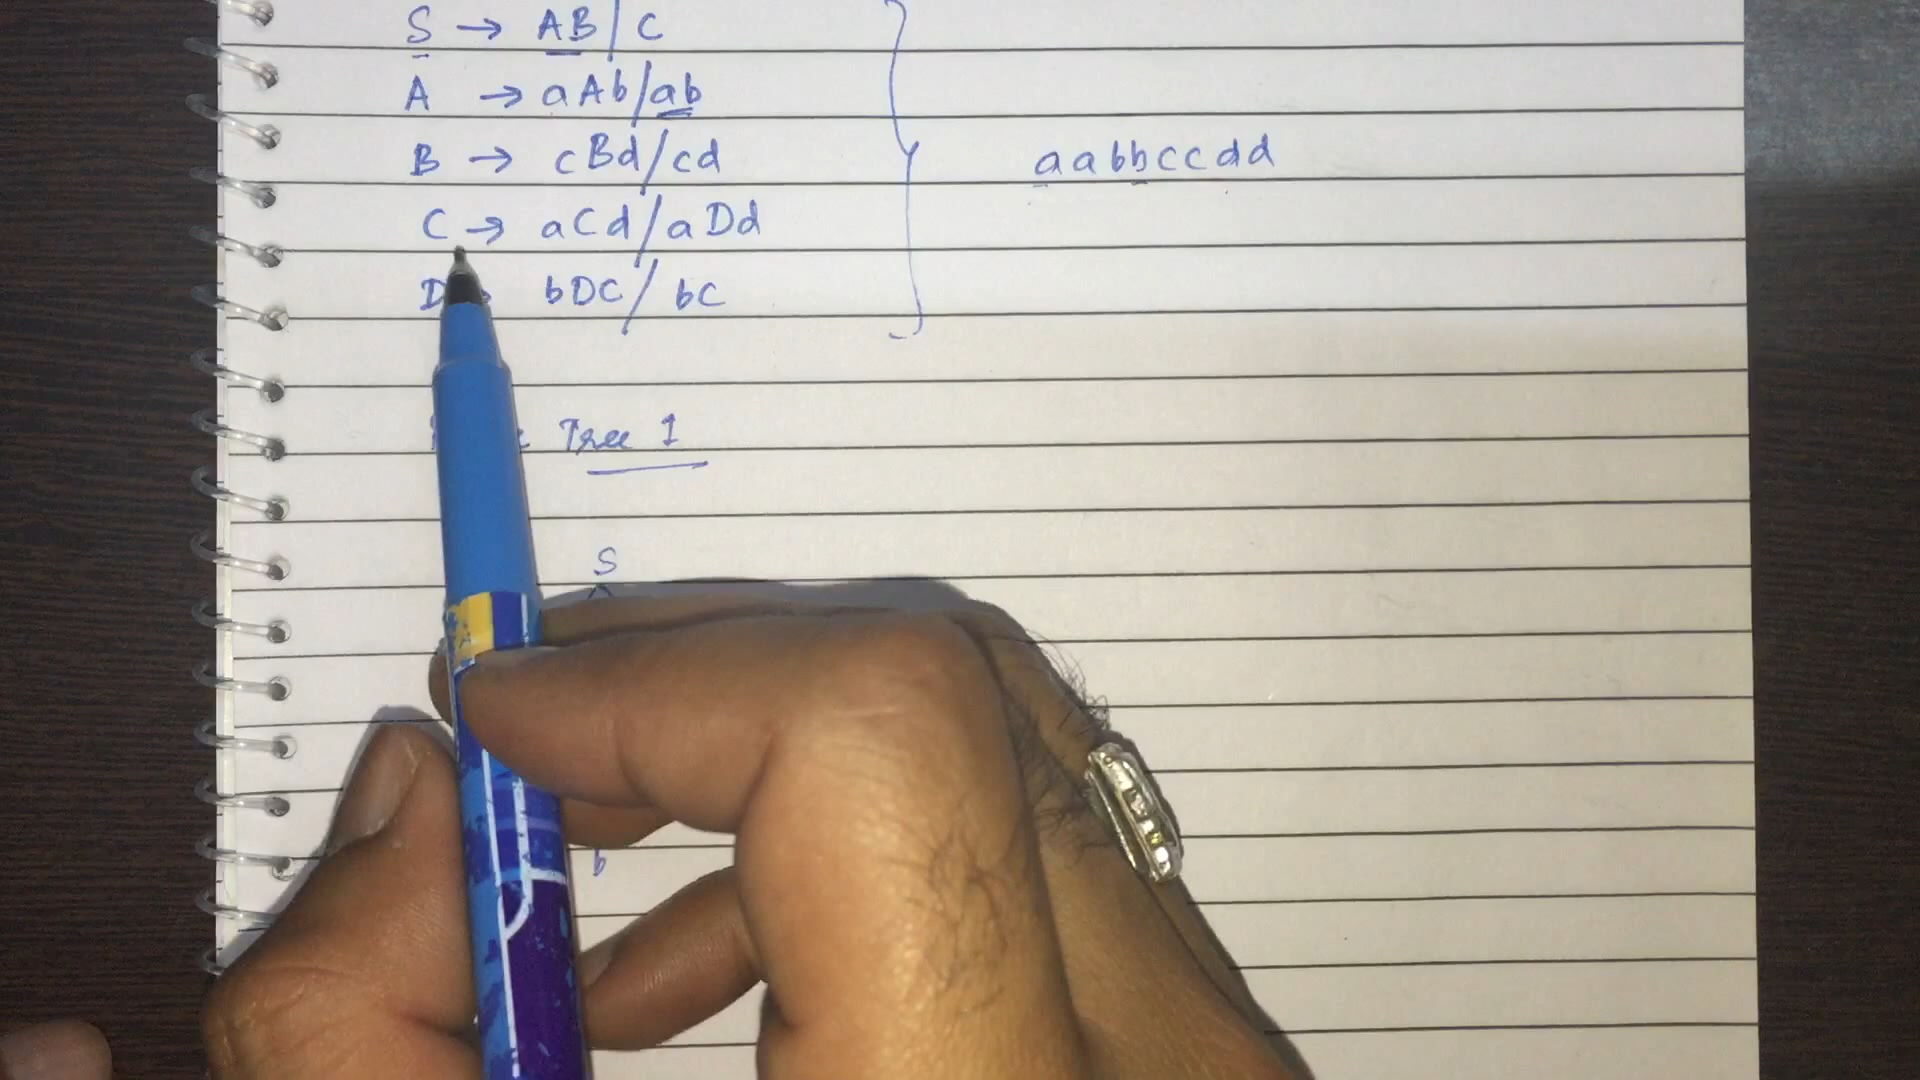 S → AB/C
A → aAb/ab
B → cBd/cd
aabbccdd
C → aCd/aDd
D → bDC/bC
Tree 1
S
b